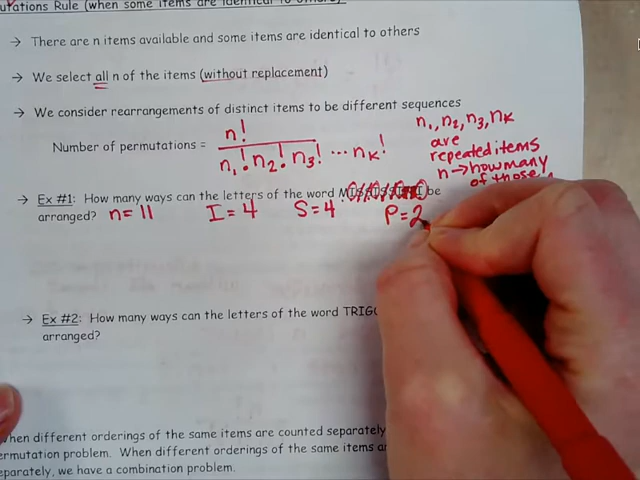 utations Rule (when some items are identical to others)
→ There are n items available and some items are identical to others
→ We select all n of the items (without replacement)
→ We consider rearrangements of distinct items to be different sequences
Number of permutations = n! / n₁! n₂! n₃! ... nₖ!
n₁, n₂, n₃, nₖ
are
repeated items
n → how many
of those
→ Ex #1: How many ways can the letters of the word MISSISSIPPI be
arranged? n = 11 I = 4 S = 4 P = 2
→ Ex #2: How many ways can the letters of the word TRIGO
arranged?
When different orderings of the same items are counted separately
ermutation problem. When different orderings of the same items a
eparately, we have a combination problem.